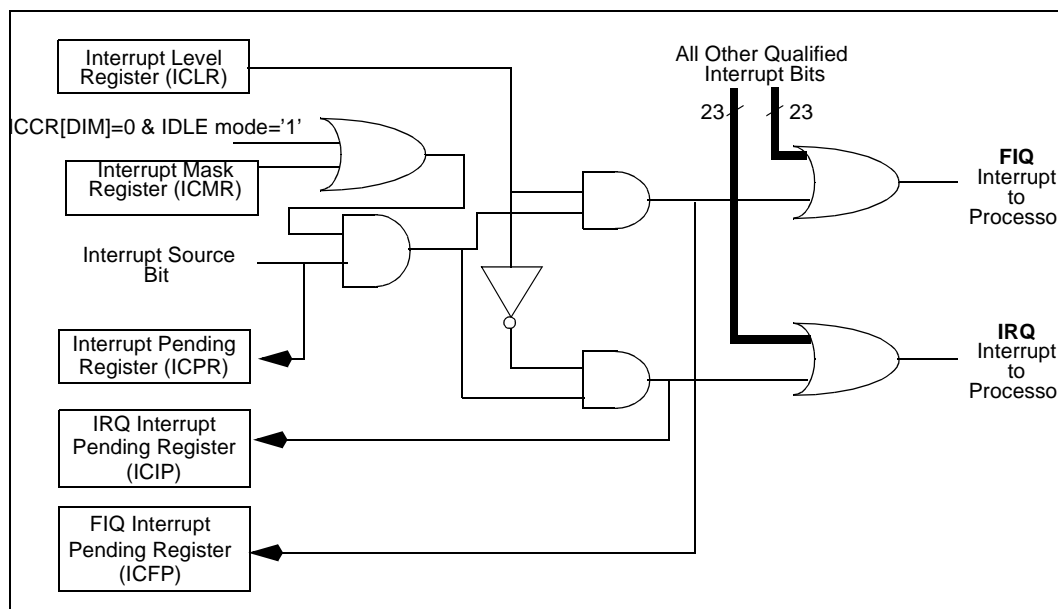 Interrupt Level
Register (ICLR)
All Other Qualified
Interrupt Bits
23
23
ICCR[DIM]=0 & IDLE mode='1'
Interrupt Mask
Register (ICMR)
FIQ
Interrupt
to
Processo
Interrupt Source
Bit
Interrupt Pending
Register (ICPR)
IRQ
Interrupt
to
Processo
IRQ Interrupt
Pending Register
(ICIP)
FIQ Interrupt
Pending Register
(ICFP)